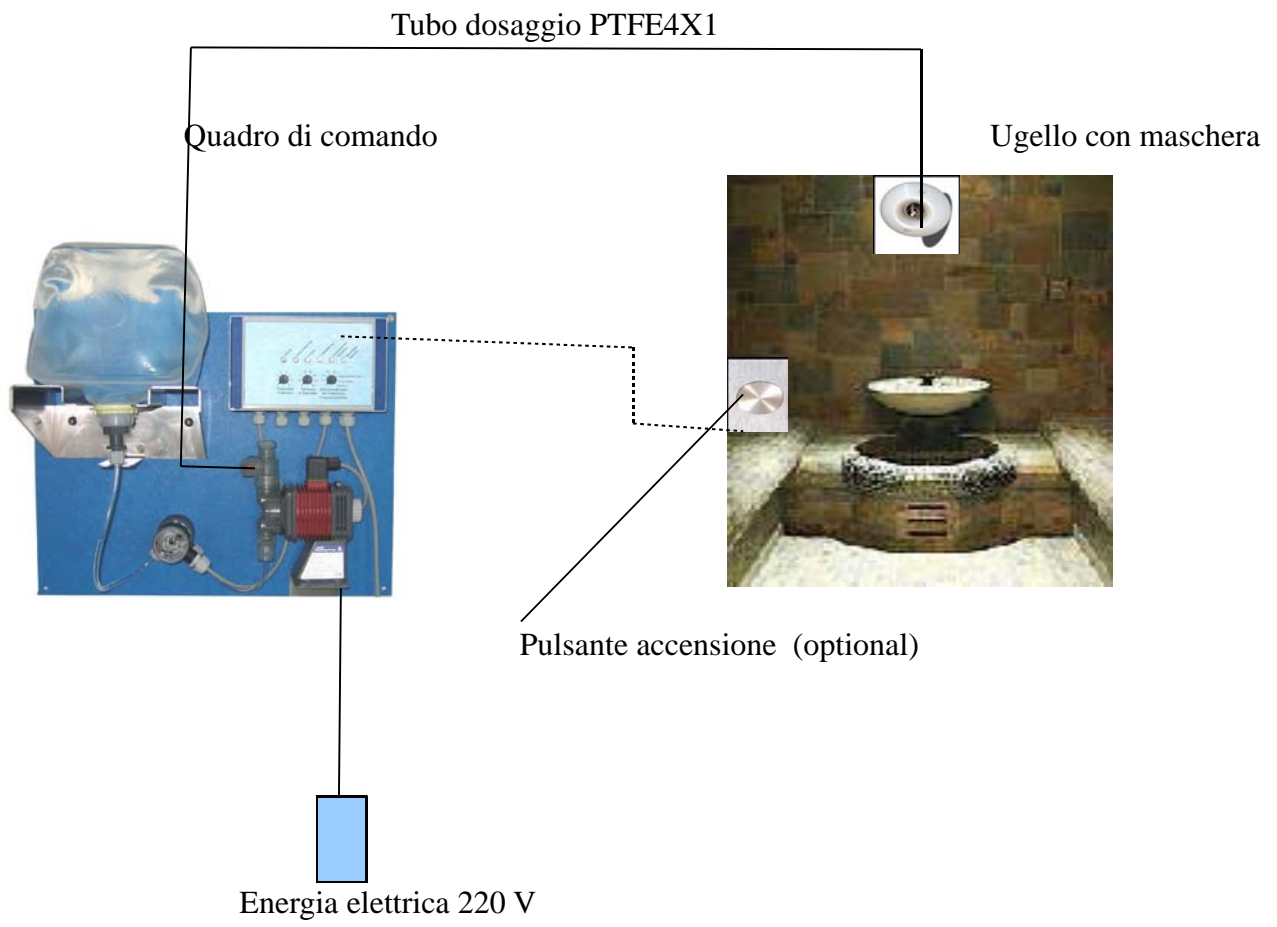 Tubo dosaggio PTFE4X1
Quadro di comando
Ugello con maschera
Pulsante accensione (optional)
Energia elettrica 220 V